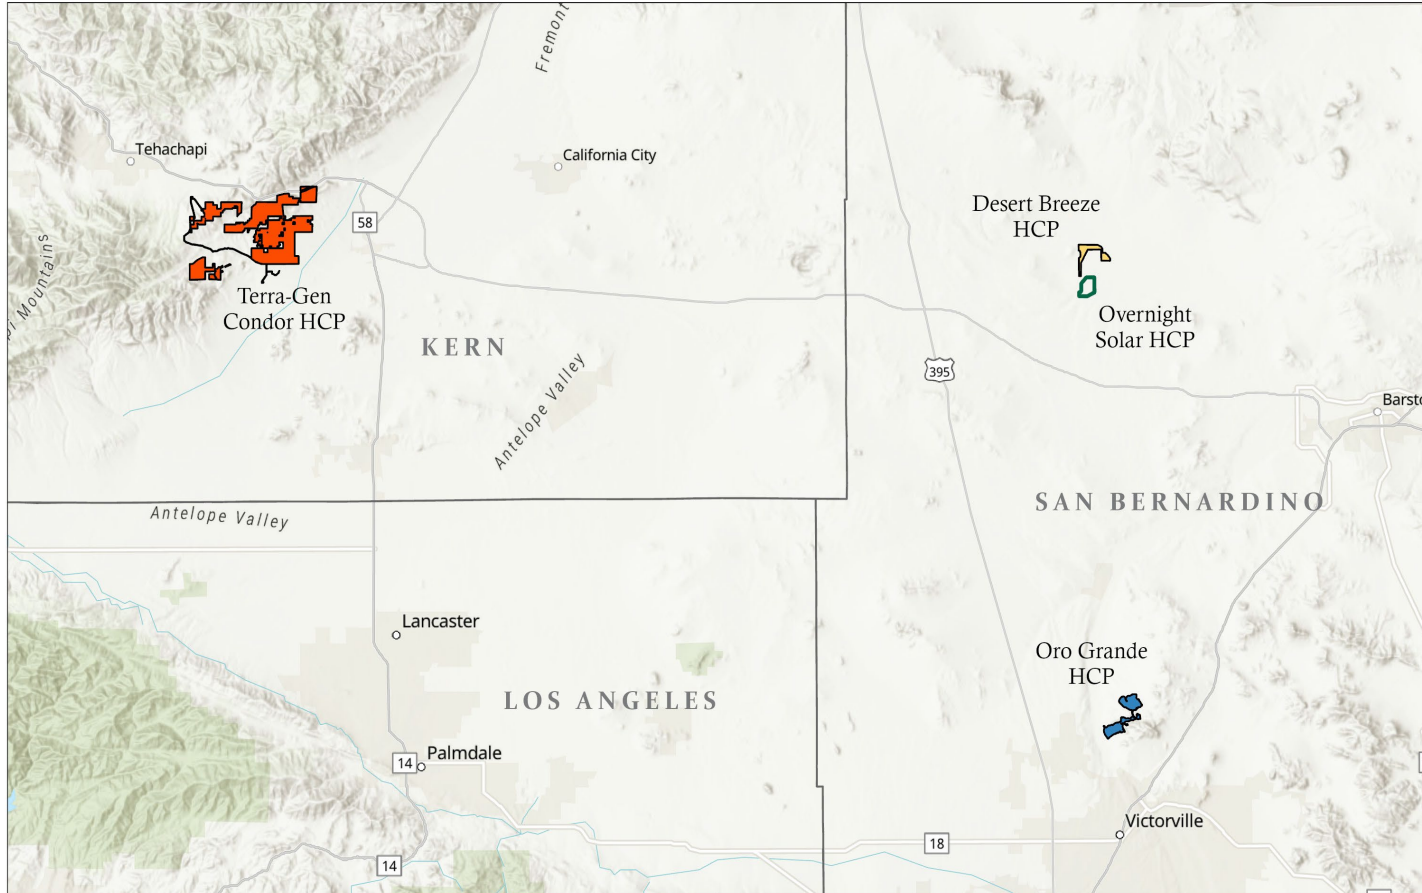 Fremont
Tehachapi
California City
58
Desert Breeze
HCP
Mountains
Terra-Gen
Condor HCP
Overnight
Solar HCP
KERN
395
Antelope Valley
Barsto
SAN BERNARDINO
Antelope Valley
Lancaster
Oro Grande
HCP
LOS ANGELES
14
Palmdale
Victorville
18
14